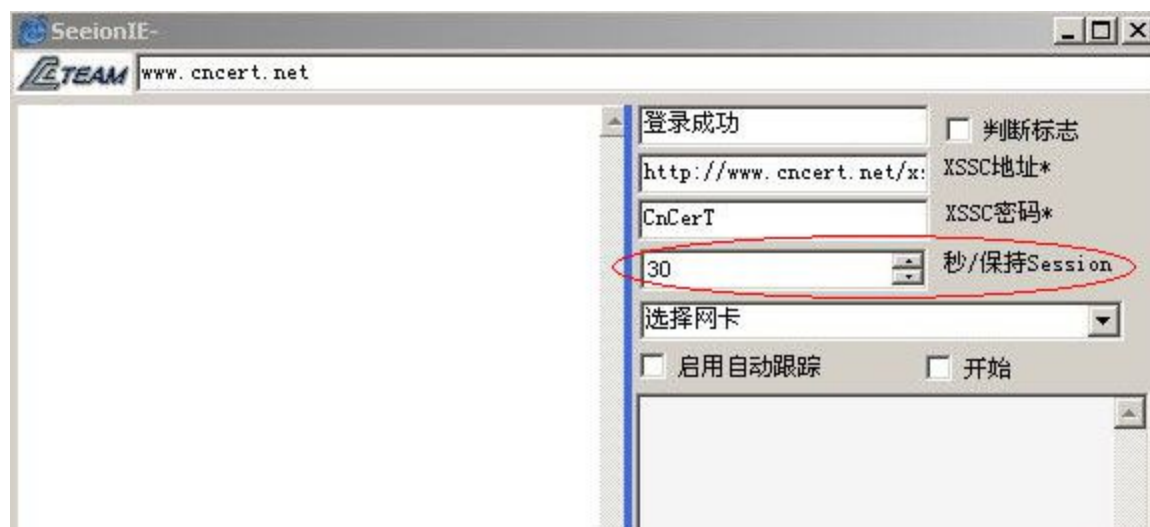 SeeionIE-
TEAM www.cncert.net
登录成功 判断标志
http://www.cncert.net/x XSSC地址*
CnCerT XSSC密码*
30 秒/保持Session
选择网卡
启用自动跟踪 开始